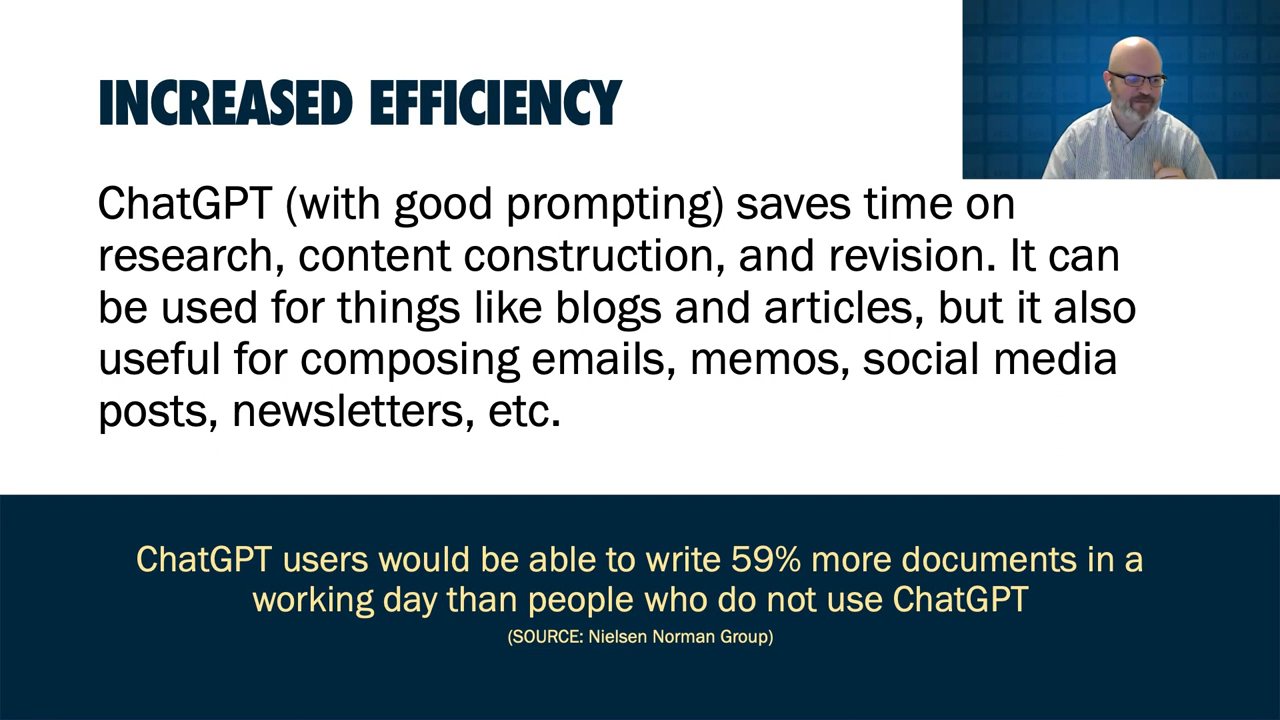 INCREASED EFFICIENCY
ChatGPT (with good prompting) saves time on
research, content construction, and revision. It can
be used for things like blogs and articles, but it also
useful for composing emails, memos, social media
posts, newsletters, etc.
ChatGPT users would be able to write 59% more documents in a
working day than people who do not use ChatGPT
(SOURCE: Nielsen Norman Group)